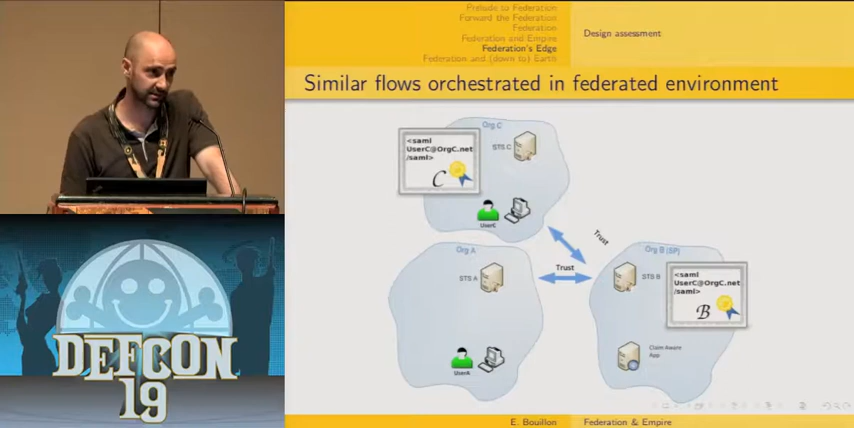 Prelude to Federation
Forward the Federation
Federation
Federation and Empire
Federation's Edge
Federation and (down to) Earth
Design assessment
Similar flows orchestrated in federated environment
Org C
<saml
UserC@OrgC.net
/saml>
C
STS C
UserC
Trust
Org A
STS A
UserA
Trust
Org B (SP)
STS B
<saml
UserC@OrgC.net
/saml>
B
Claim Aware
App
DEFCON
19
E. Bouillon
Federation & Empire